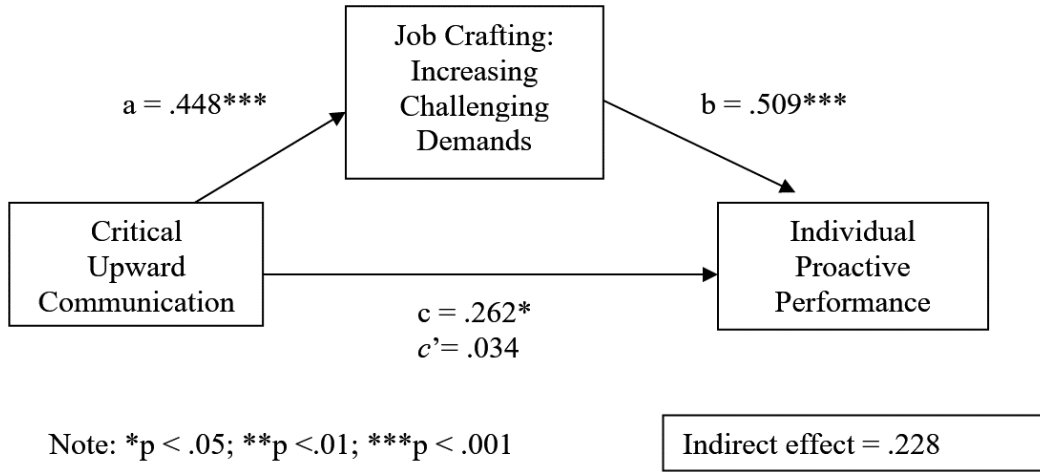 Job Crafting:
Increasing
Challenging
Demands
a = .448***
b = .509***
Critical
Upward
Communication
Individual
Proactive
Performance
c = .262*
c’= .034
Note: *p < .05; **p <.01; ***p < .001
Indirect effect = .228